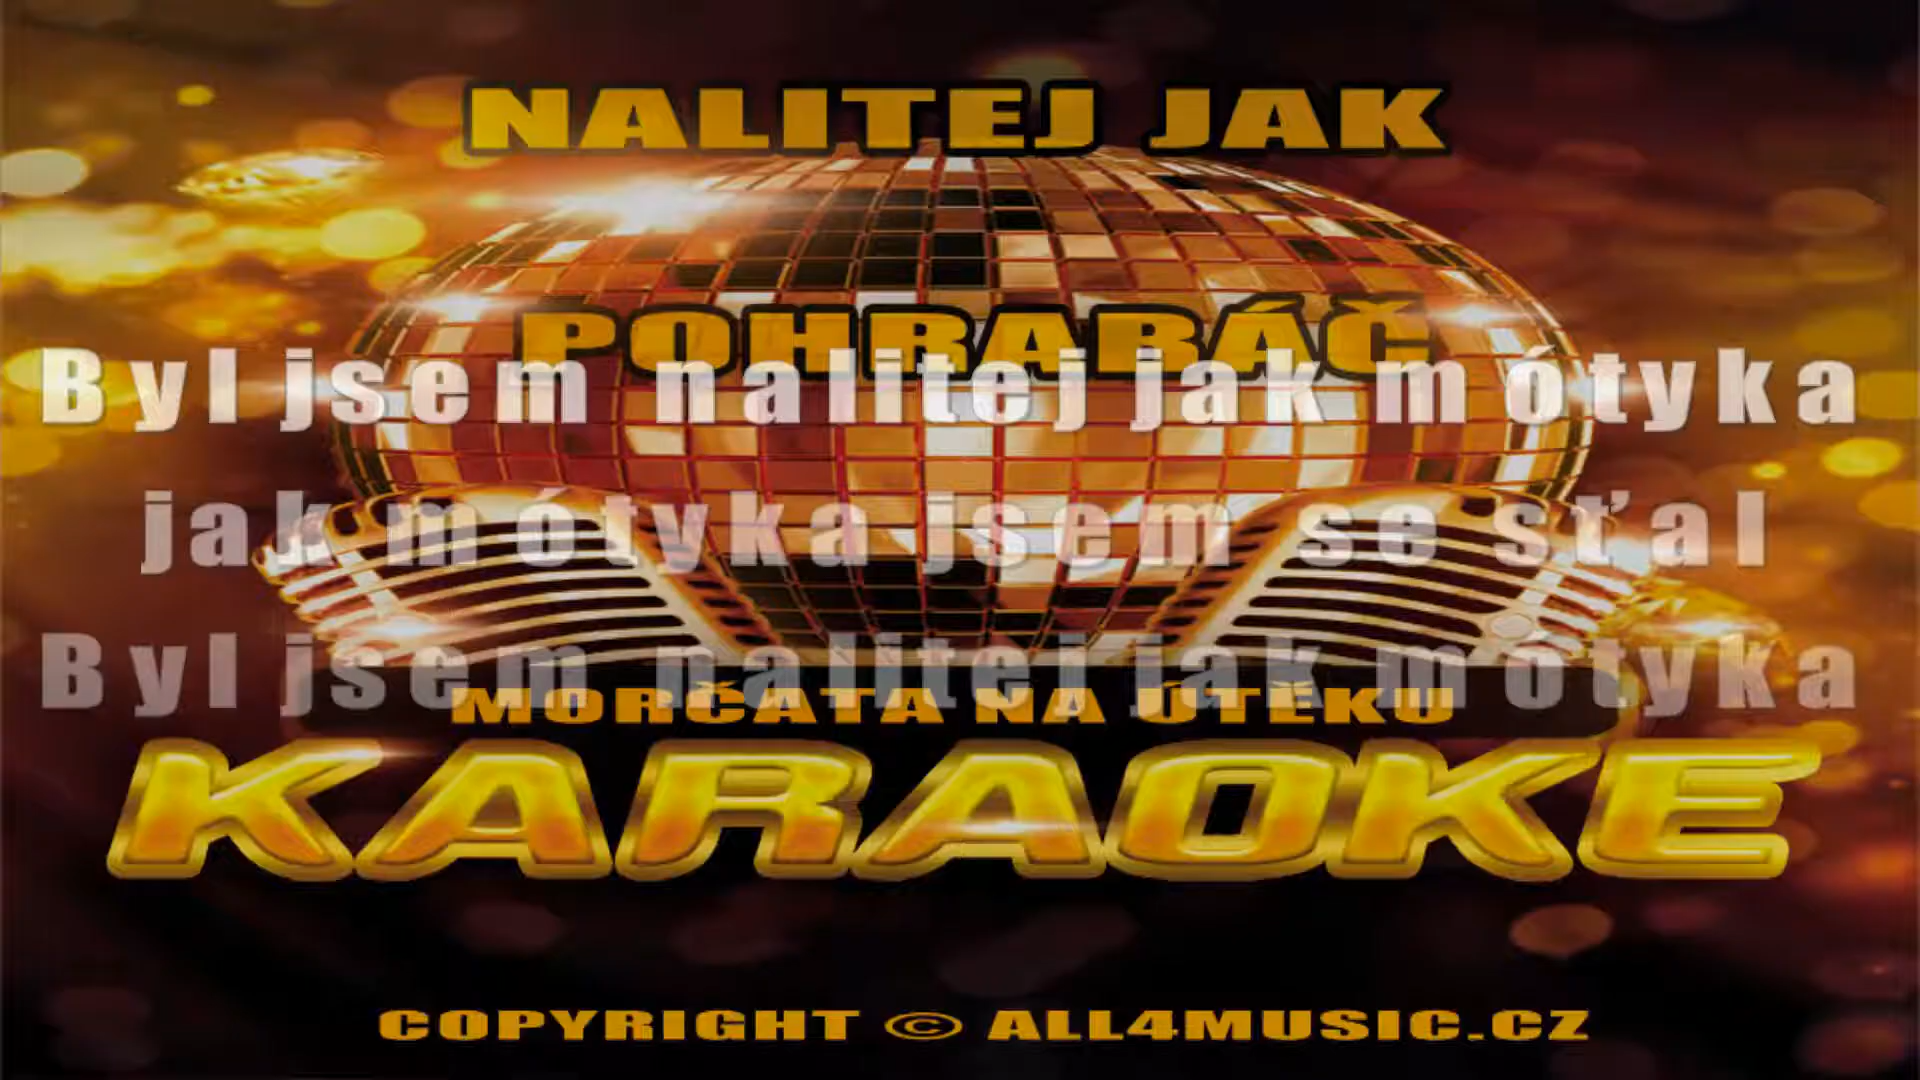 NALITEJ JAK
POHRABÁČ
Byl jsem nalitej jak mótyka
jak mótyka jsem se sťal
Byl jsem nalitej jak mótyka
MORČATA NA ÚTĚKU
KARAOKE
COPYRIGHT © ALL4MUSIC.CZ